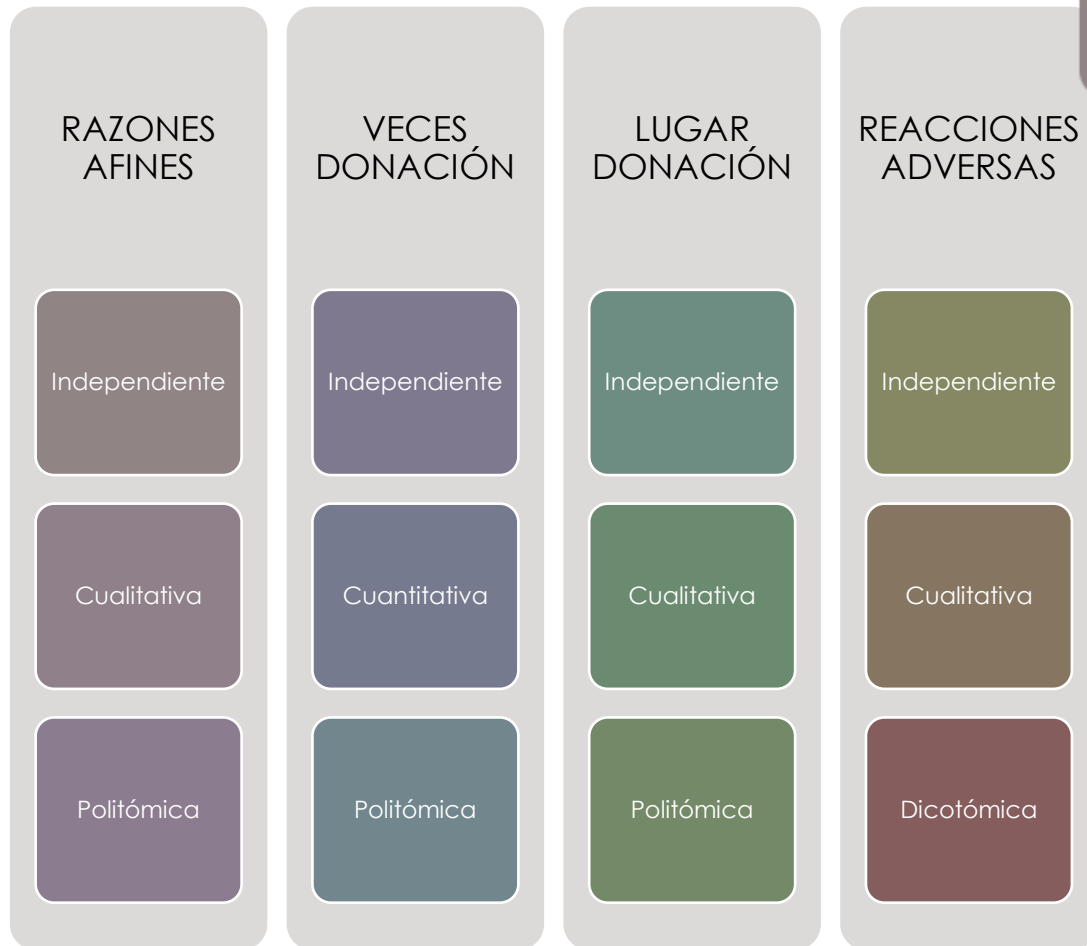 RAZONES
AFINES
Independiente
Cualitativa
Politómica
VECES
DONACIÓN
Independiente
Cuantitativa
Politómica
LUGAR
DONACIÓN
Independiente
Cualitativa
Politómica
REACCIONES
ADVERSAS
Independiente
Cualitativa
Dicotómica